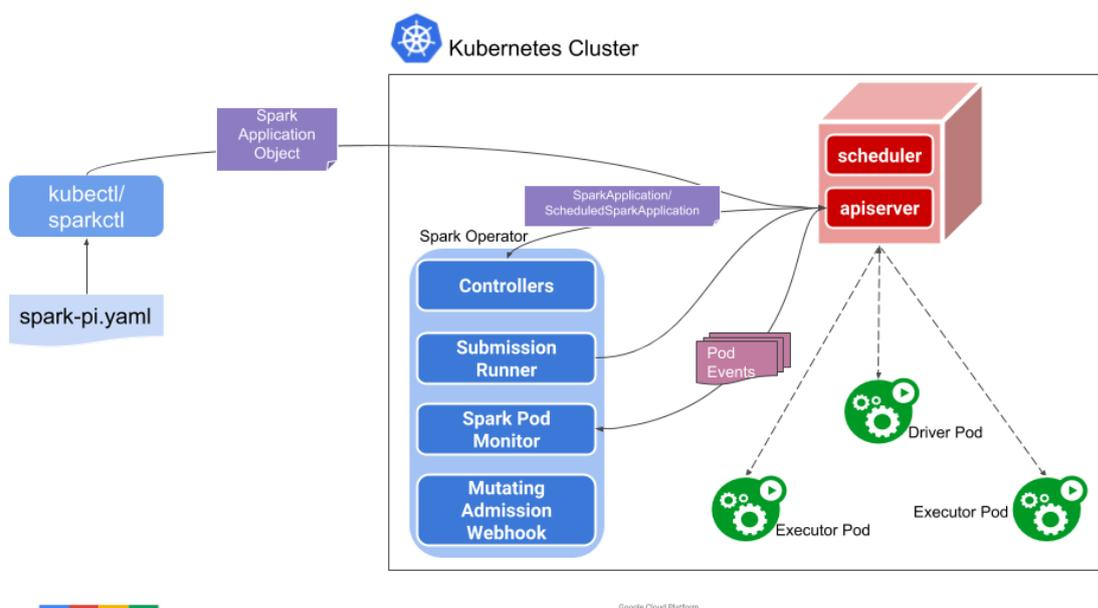 Kubernetes Cluster
Spark
Application
Object
scheduler
kubectl/
sparkctl
SparkApplication/
ScheduledSparkApplication
apiserver
Spark Operator
Controllers
spark-pi.yaml
Submission
Runner
Pod
Events
Spark Pod
Monitor
Driver Pod
Mutating
Admission
Webhook
Executor Pod
Executor Pod
Google Cloud Platform